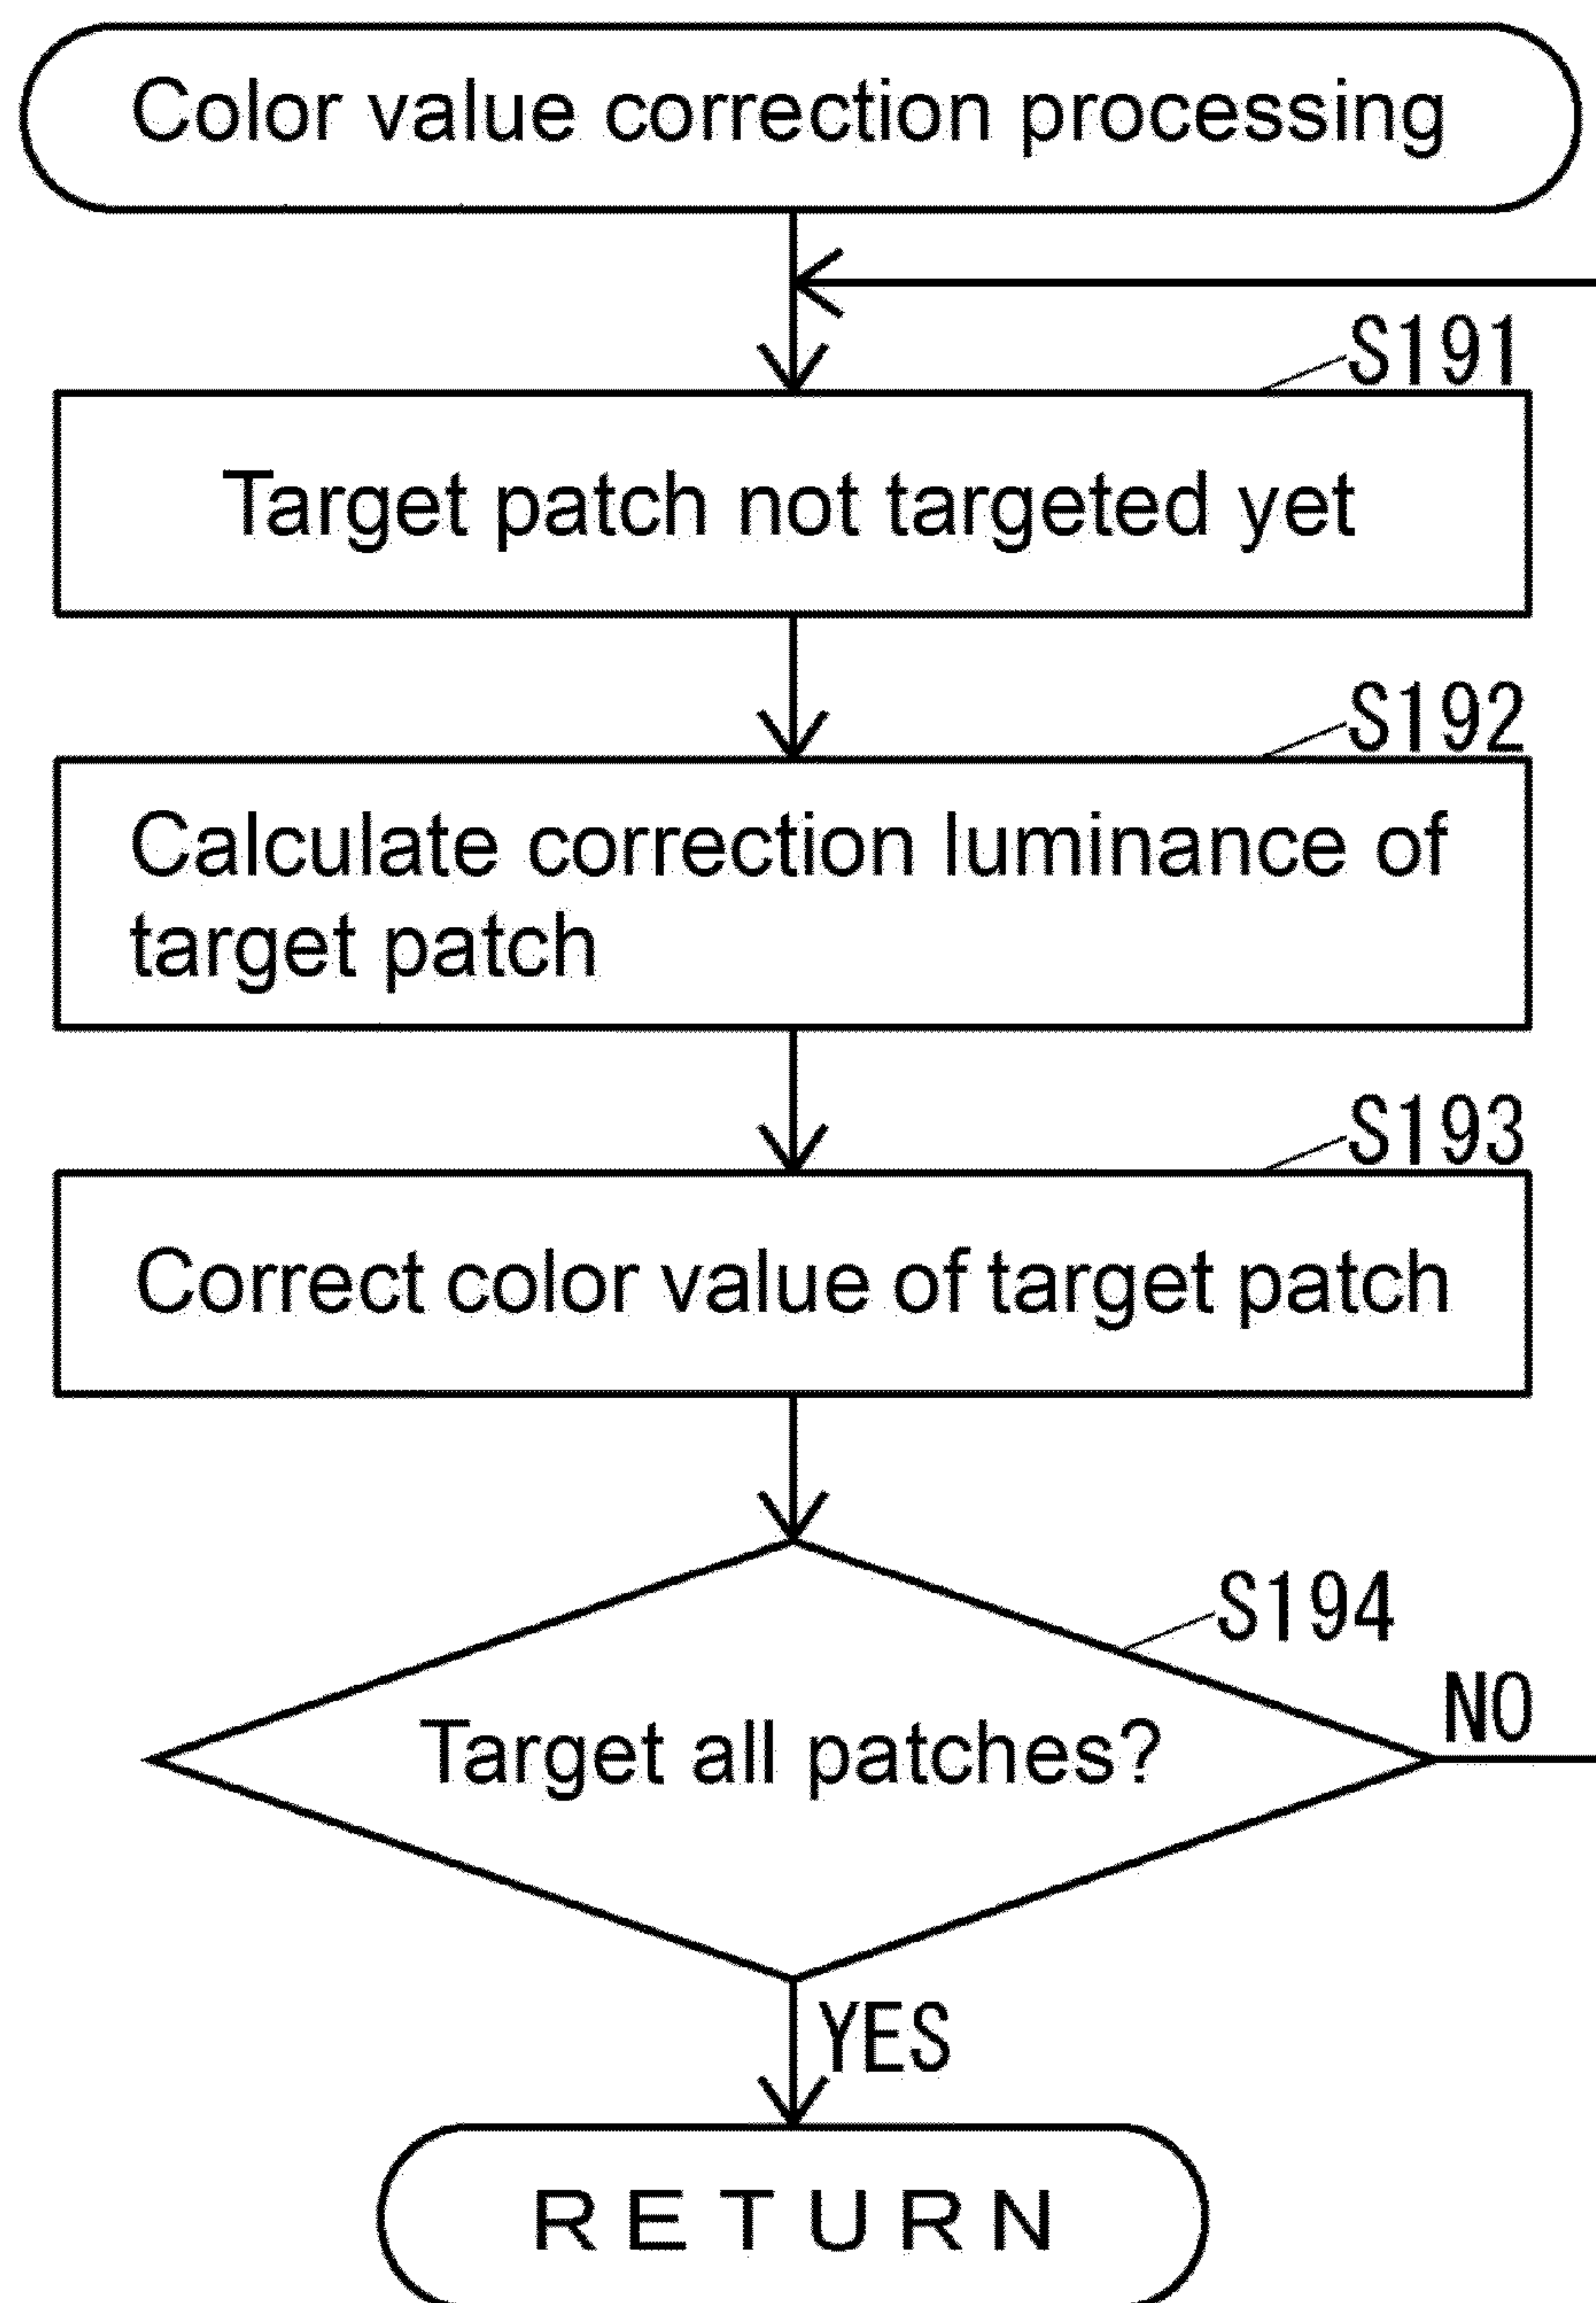 Color value correction processing
S191
Target patch not targeted yet
S192
Calculate correction luminance of
target patch
S193
Correct color value of target patch
S194
Target all patches?
NO
YES
RETURN